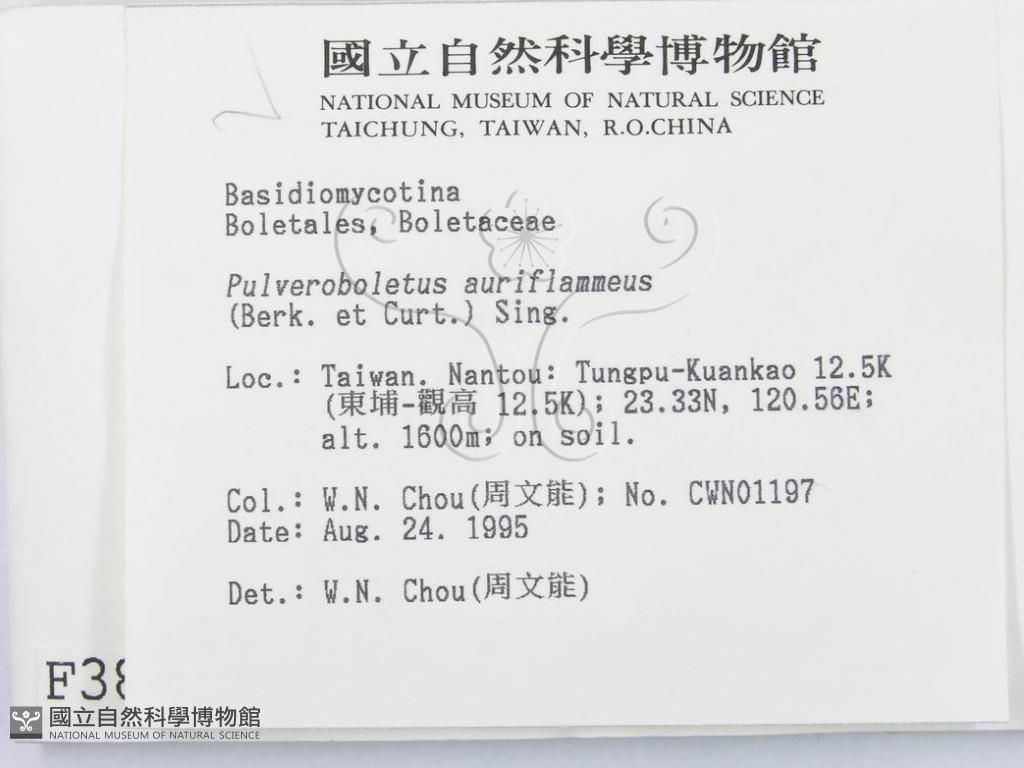 國立自然科學博物館
NATIONAL MUSEUM OF NATURAL SCIENCE
TAICHUNG, TAIWAN, R.O.CHINA
Basidiomycotina
Boletales, Boletaceae
Pulveroboletus auriflammeus
(Berk. et Curt.) Sing.
Loc.: Taiwan. Nantou: Tungpu-Kuankao 12.5K
(東埔-觀高 12.5K); 23.33N, 120.56E;
alt. 1600m; on soil.
Col.: W.N. Chou(周文能); No. CWN01197
Date: Aug. 24. 1995
Det.: W.N. Chou(周文能)
F38
國立自然科學博物館
NATIONAL MUSEUM OF NATURAL SCIENCE